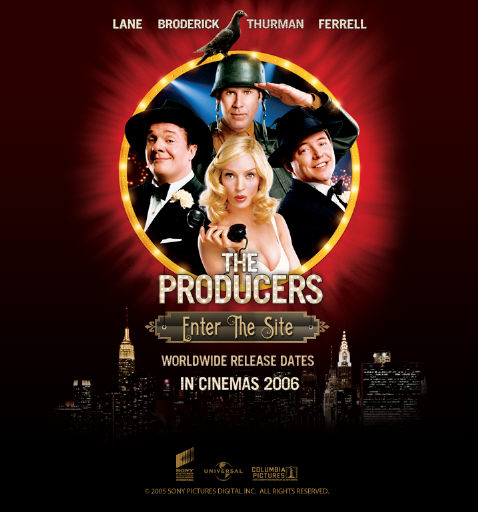 LANE BRODERICK THURMAN FERRELL
THE
PRODUCERS
Enter The Site
WORLDWIDE RELEASE DATES
IN CINEMAS 2006
SONY
UNIVERSAL
COLUMBIA
PICTURES
© 2005 SONY PICTURES DIGITAL INC. ALL RIGHTS RESERVED.